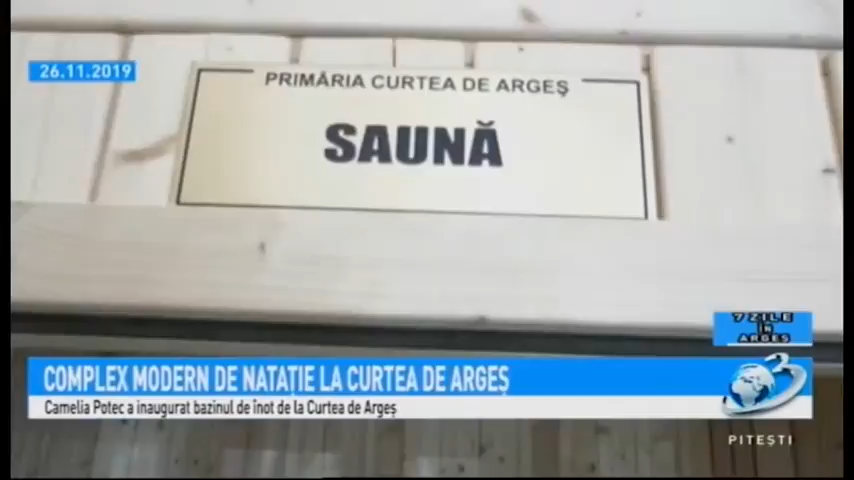 26.11.2019
PRIMĂRIA CURTEA DE ARGEŞ
SAUNĂ
7 ZILE
în
ARGEŞ
COMPLEX MODERN DE NATATIE LA CURTEA DE ARGEŞ
Camelia Potec a inaugurat bazinul de înot de la Curtea de Argeş
3
PITEŞTI